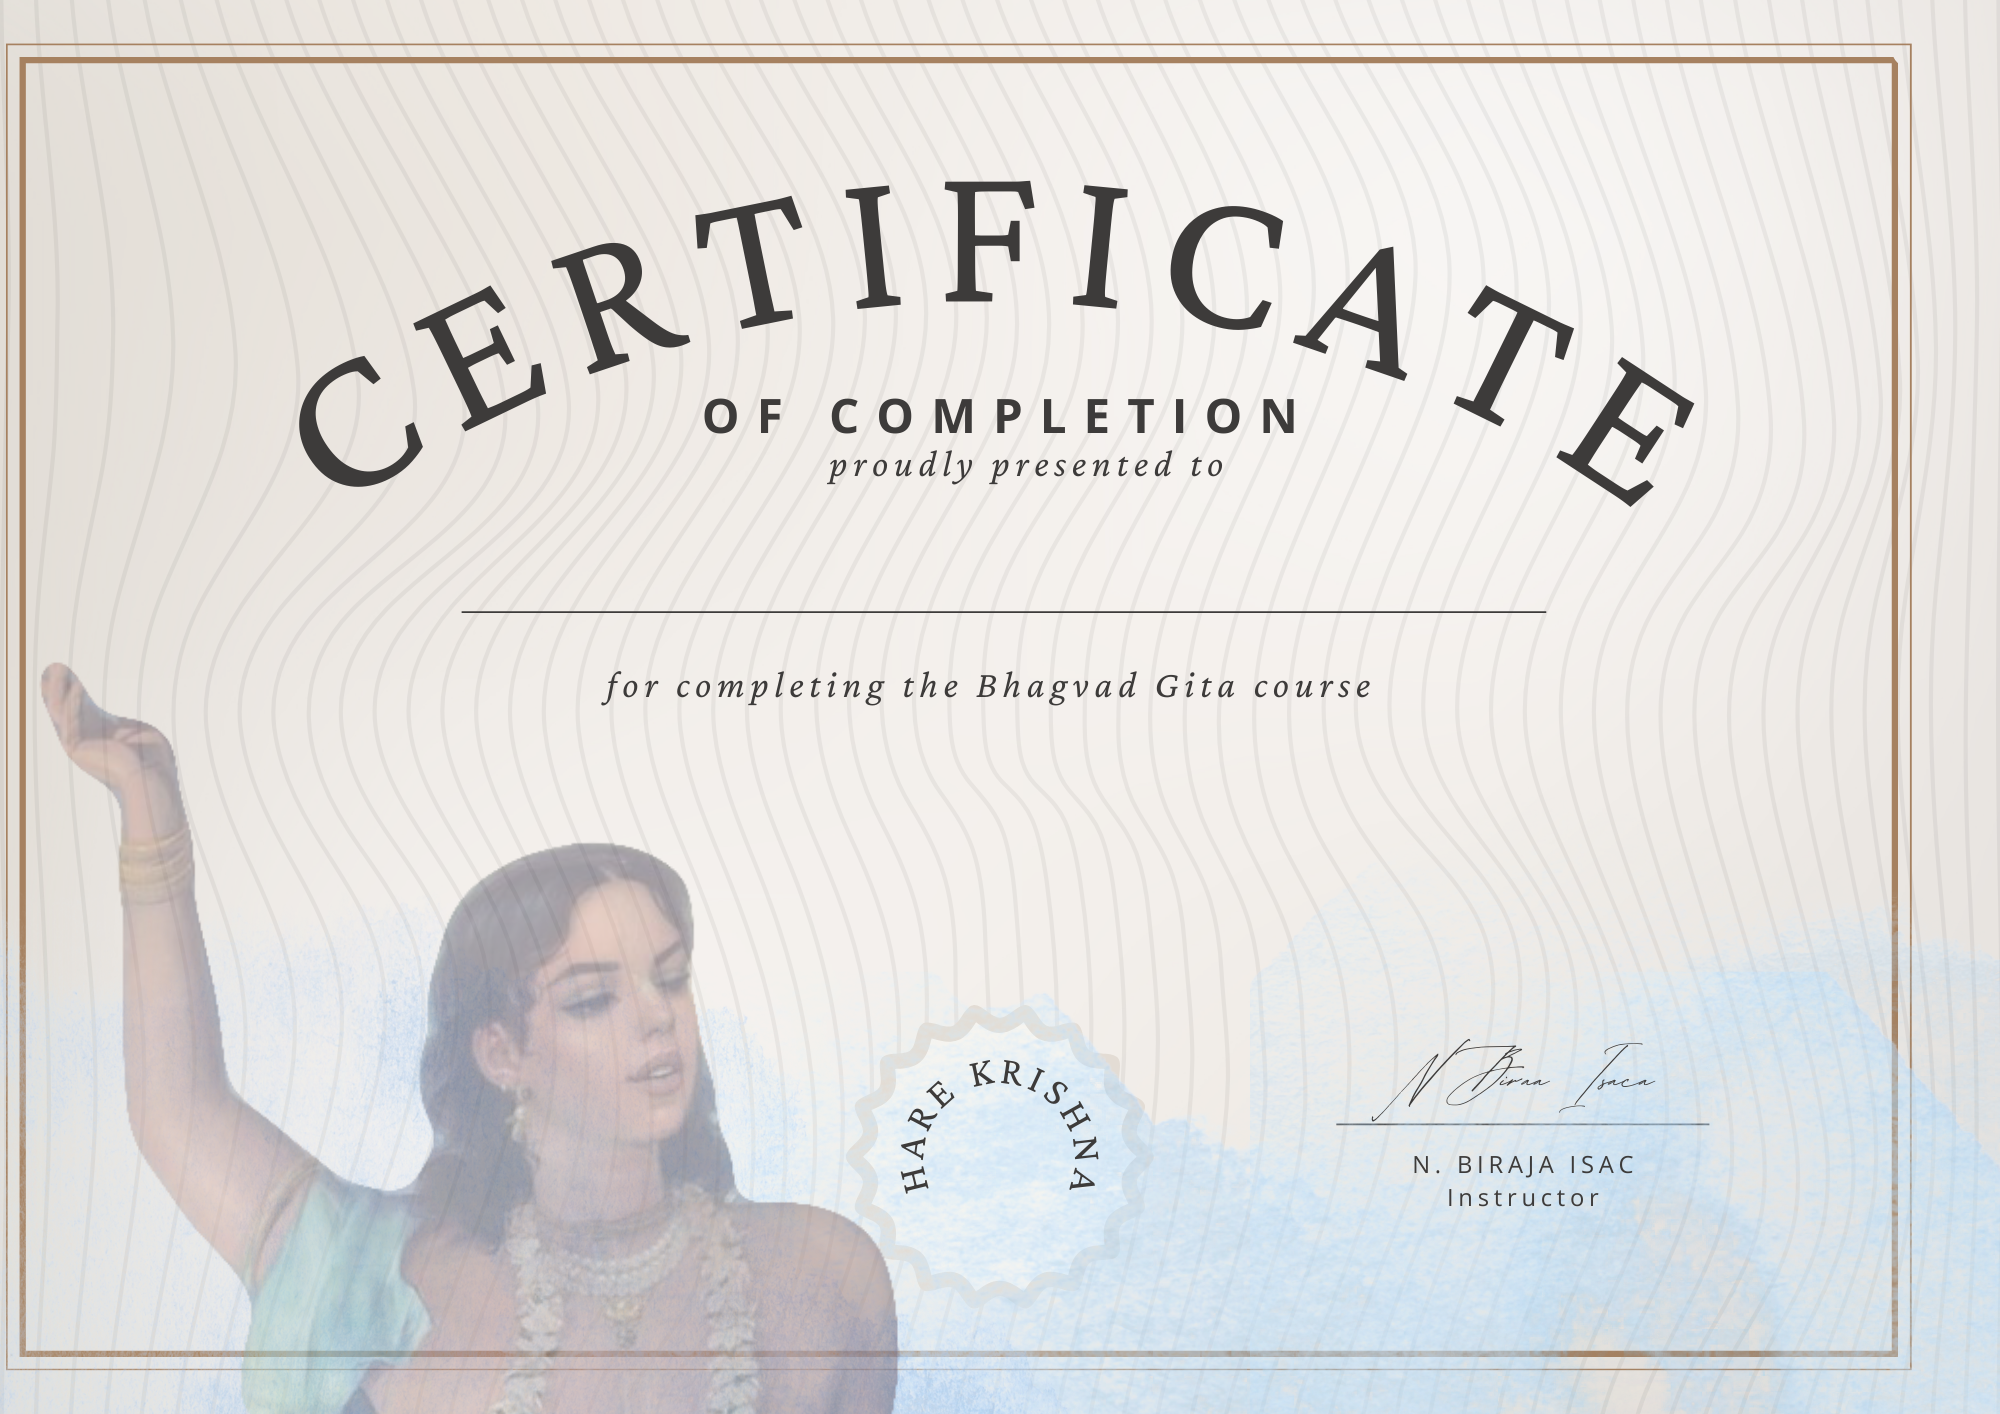 CERTIFICATE
OF COMPLETION
proudly presented to
for completing the Bhagvad Gita course
HARE KRISHNA
N Biraa Isaca
N. BIRAJA ISAC
Instructor